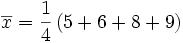 x̅ = 1/4 (5 + 6 + 8 + 9)